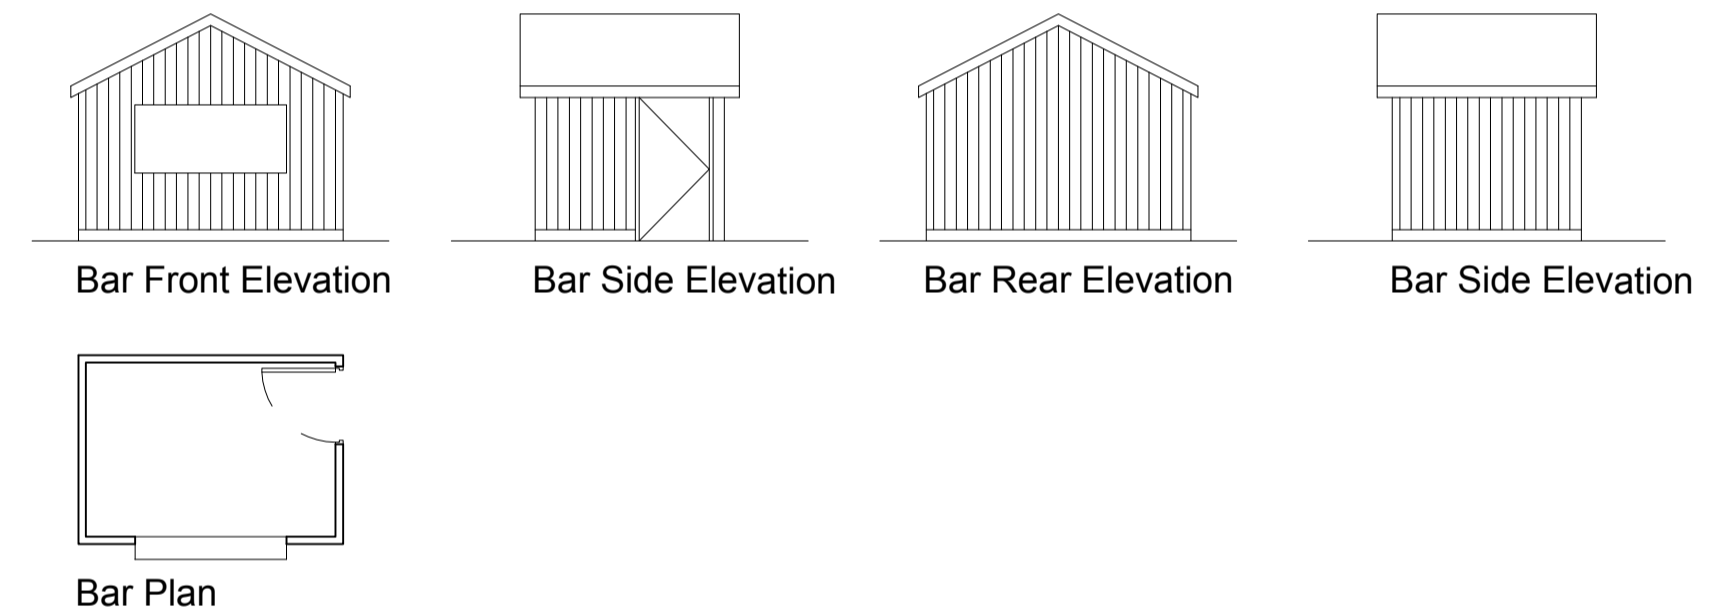 Bar Front Elevation
Bar Side Elevation
Bar Rear Elevation
Bar Side Elevation
Bar Plan